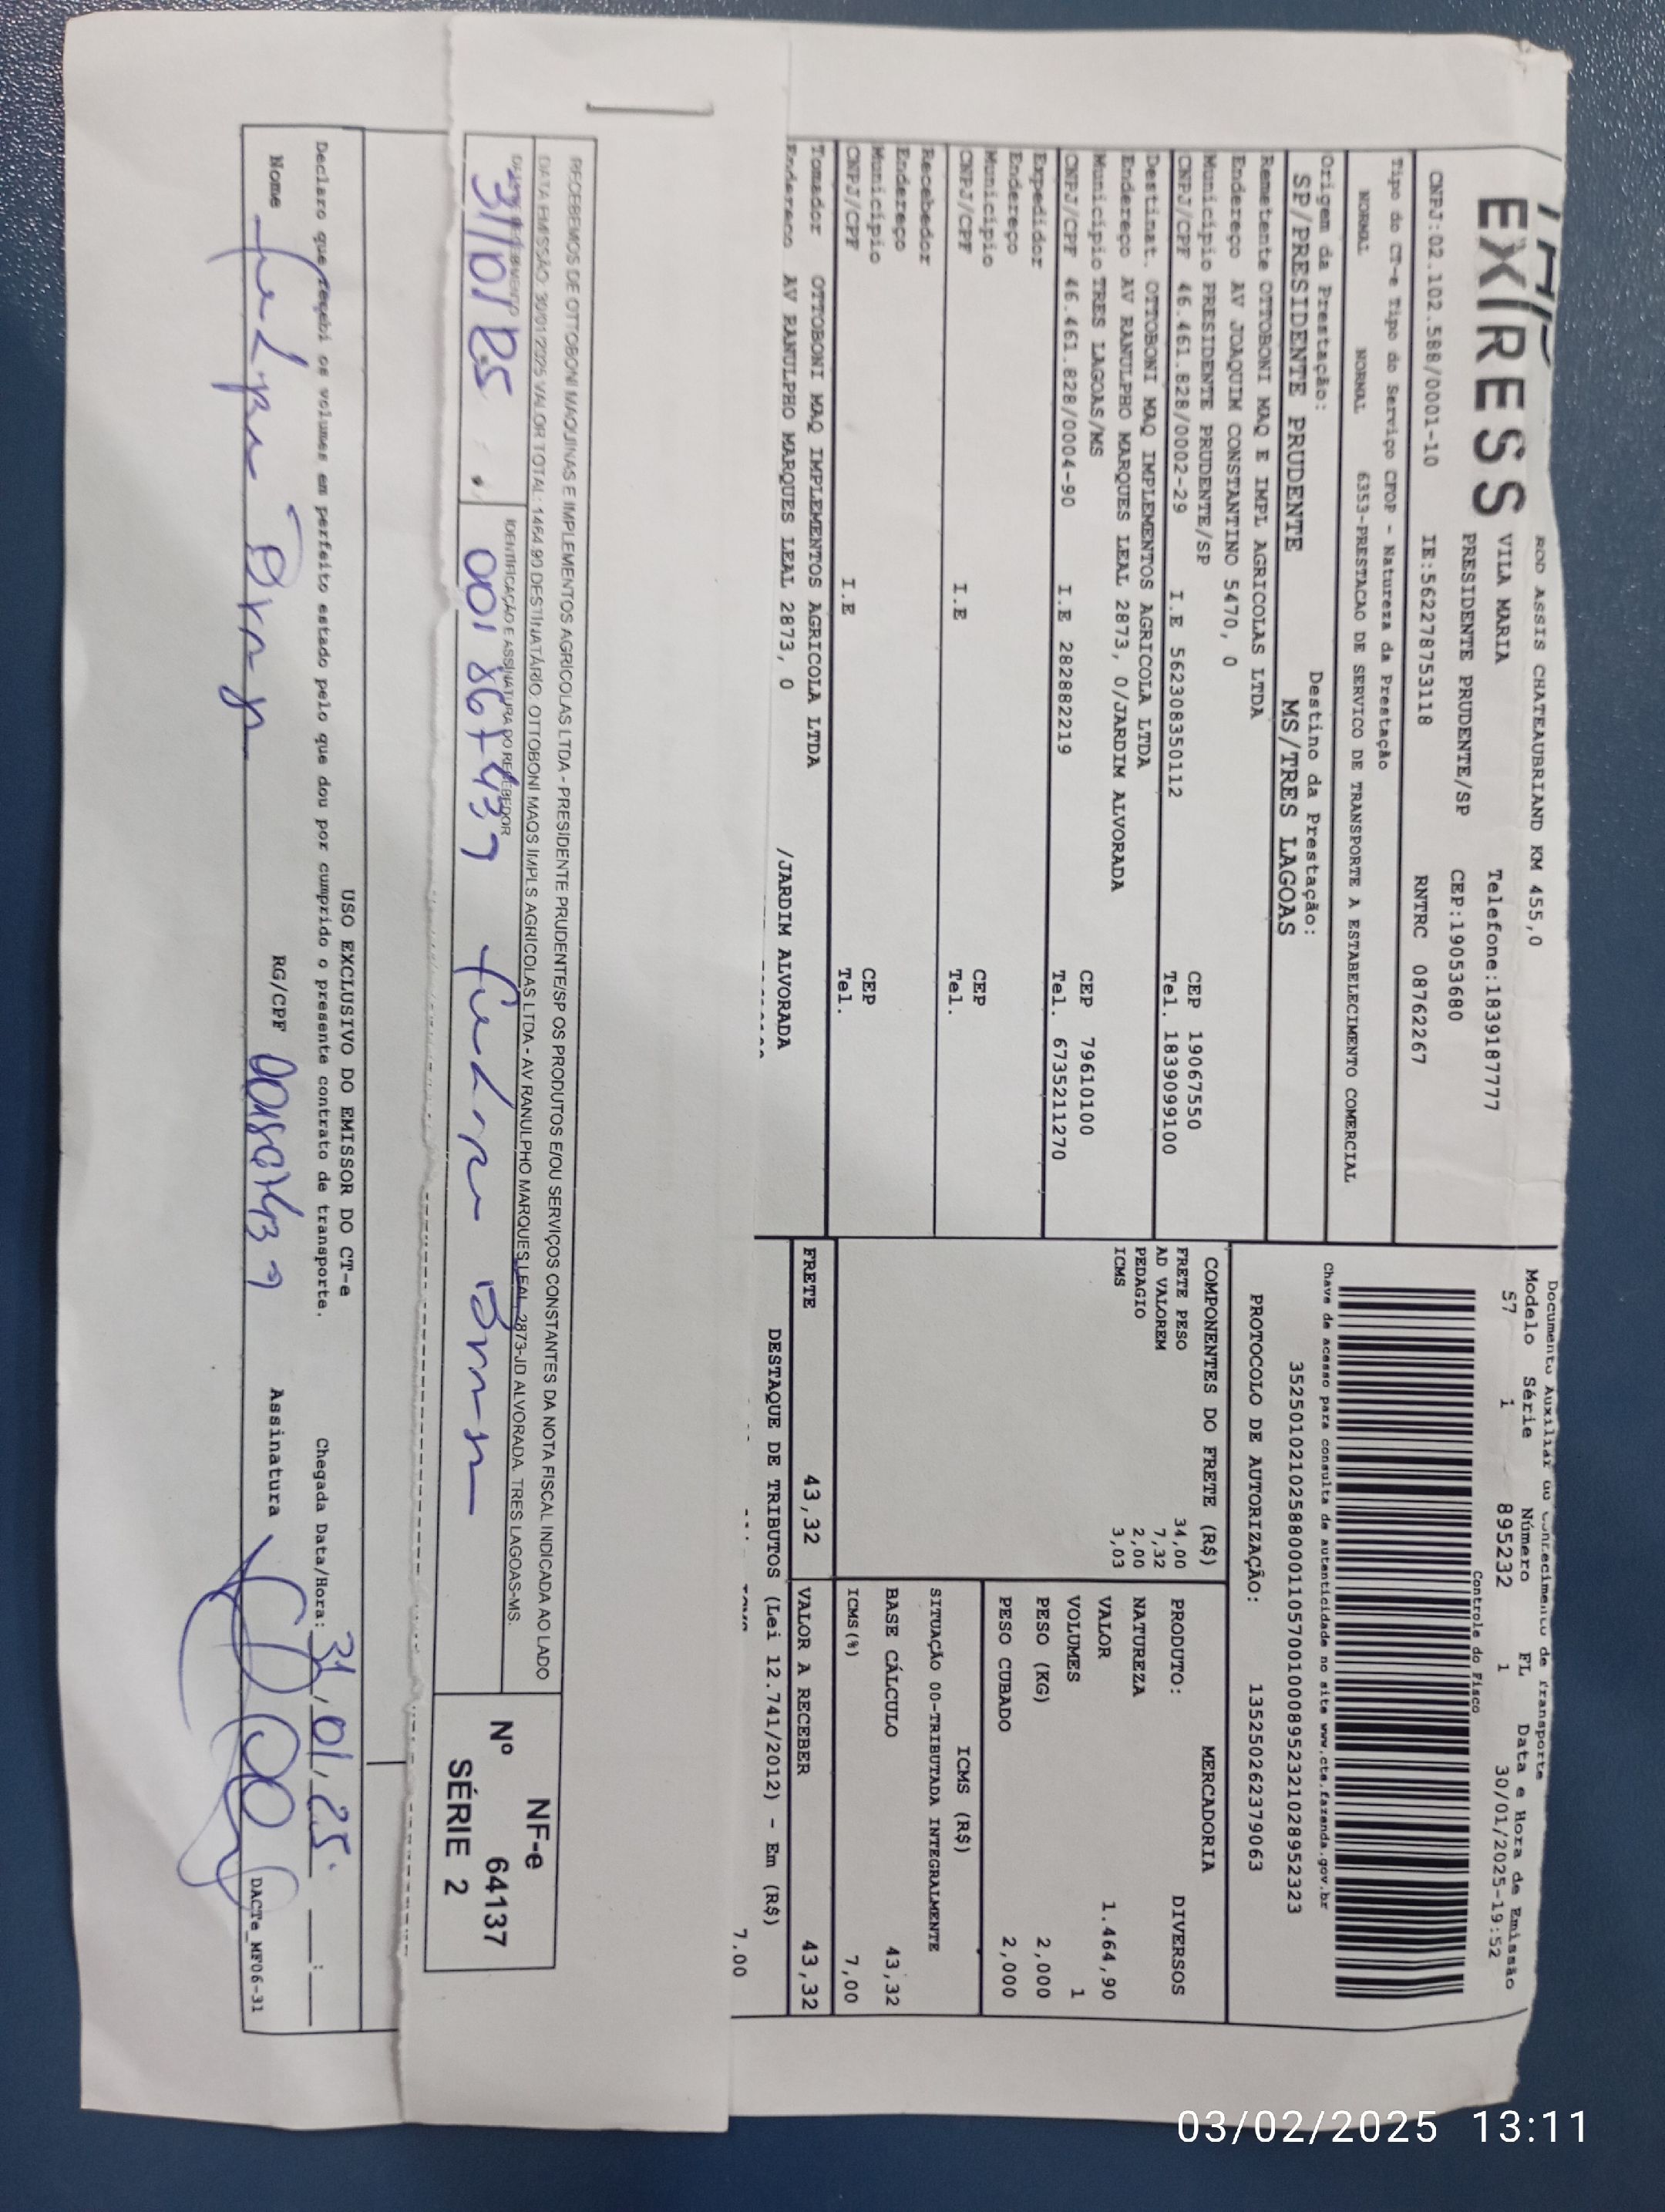 EXPRESS
ROD ASSIS CHATEAUBRIAND KM 455,0
VILA MARIA Telefone:1839187777
PRESIDENTE PRUDENTE/SP CEP:19053680
CNPJ:02.102.588/0001-10 IE:562278753118 RNTRC 08762267
Tipo do CT-e Tipo do Serviço CFOP - Natureza da Prestação
NORMAL NORMAL 6353-PRESTACAO DE SERVICO DE TRANSPORTE A ESTABELECIMENTO COMERCIAL
Origem da Prestação: Destino da Prestação:
SP/PRESIDENTE PRUDENTE MS/TRES LAGOAS
Remetente OTTOBONI MAQ E IMPL AGRICOLAS LTDA
Endereço AV JOAQUIM CONSTANTINO 5470, 0
Município PRESIDENTE PRUDENTE/SP CEP 19067550
CNPJ/CPF 46.461.828/0002-29 I.E 562308350112 Tel. 1839099100
Destinat. OTTOBONI MAQ IMPLEMENTOS AGRICOLA LTDA
Endereço AV RANULPHO MARQUES LEAL 2873, 0/JARDIM ALVORADA
Município TRES LAGOAS/MS CEP 79610100
CNPJ/CPF 46.461.828/0004-90 I.E 282882219 Tel. 6735211270
Expedidor
Endereço
Município CEP
CNPJ/CPF I.E Tel.
Recebedor
Endereço
Município CEP
CNPJ/CPF I.E Tel.
Tomador OTTOBONI MAQ IMPLEMENTOS AGRICOLA LTDA
Endereço AV RANULPHO MARQUES LEAL 2873, 0 /JARDIM ALVORADA
Documento Auxiliar do Conhecimento de Transporte
Modelo Série Número FL Data e Hora de Emissão
57 1 895232 1 30/01/2025-19:52
Controle do Fisco
Chave de acesso para consulta de autenticidade no site www.cte.fazenda.gov.br
35250102102588000110570010008952321028952323
PROTOCOLO DE AUTORIZAÇÃO: 135250262379063
COMPONENTES DO FRETE (R$)
FRETE PESO 34,00
AD VALOREM 7,32
PEDAGIO 2,00
ICMS 3,03
MERCADORIA
PRODUTO: DIVERSOS
NATUREZA
VALOR 1.464,90
VOLUMES 1
PESO (KG) 2,000
PESO CUBADO 2,000
ICMS (R$)
SITUAÇÃO 00-TRIBUTADA INTEGRALMENTE
BASE CÁLCULO 43,32
ICMS(%) 7,00
FRETE 43,32 VALOR A RECEBER 43,32
DESTAQUE DE TRIBUTOS (Lei 12.741/2012) - Em (R$)
7,00
RECEBEMOS DE OTTOBONI MAQUINAS E IMPLEMENTOS AGRÍCOLAS LTDA - PRESIDENTE PRUDENTE/SP OS PRODUTOS E/OU SERVIÇOS CONSTANTES DA NOTA FISCAL INDICADA AO LADO
DATA EMISSÃO: 30/01/2025 VALOR TOTAL: 1464.90 DESTINATÁRIO: OTTOBONI MAQS IMPLS AGRICOLAS LTDA - AV RANULPHO MARQUES LEAL, 2873-JD ALVORADA. TRES LAGOAS-MS.
IDENTIFICAÇÃO E ASSINATURA DO RECEBEDOR
31/01/25
NF-e
Nº 64137
SÉRIE 2
USO EXCLUSIVO DO EMISSOR DO CT-e
Declaro que recebi os volumes em perfeito estado pelo que dou por cumprido o presente contrato de transporte. Chegada Data/Hora: 31/01/25
Nome RG/CPF Assinatura
DACTe_MF06-31
03/02/2025 13:11